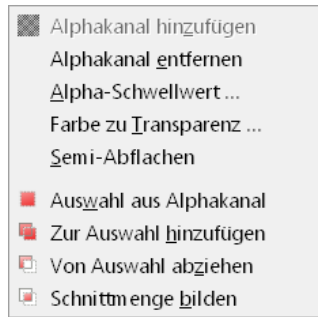 Alphakanal hinzufügen
Alphakanal entfernen
Alpha-Schwellwert ...
Farbe zu Transparenz ...
Semi-Abflachen
Auswahl aus Alphakanal
Zur Auswahl hinzufügen
Von Auswahl abziehen
Schnittmenge bilden